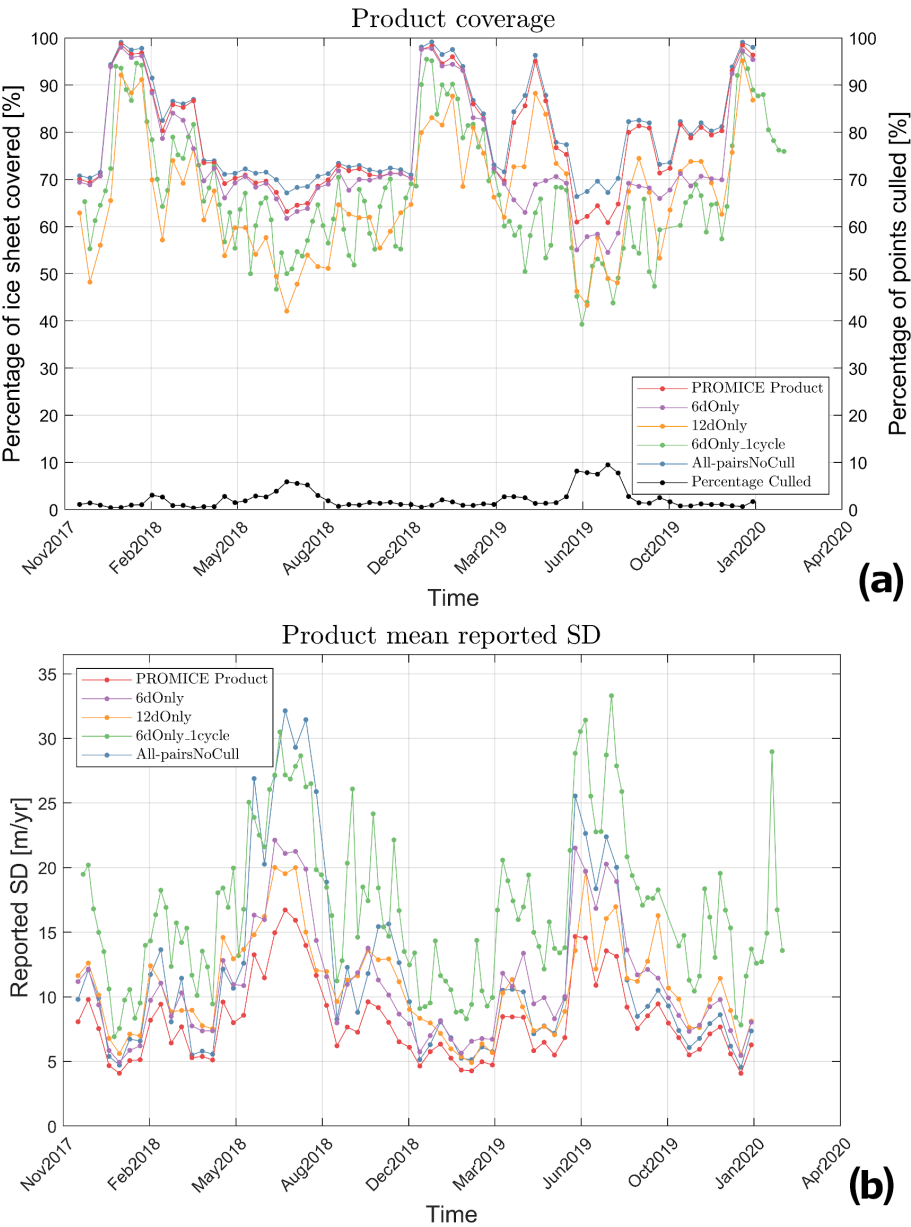 Product coverage
Percentage of ice sheet covered [%]
100
90
80
70
60
50
40
30
20
10
0
100
90
80
70
60
50
40
30
20
10
0
Percentage of points culled [%]
PROMICE Product
6dOnly
12dOnly
6dOnly_1cycle
All-pairsNoCull
Percentage Culled
Nov2017
Feb2018
May2018
Aug2018
Dec2018
Mar2019
Jun2019
Oct2019
Jan2020
Apr2020
Time
(a)
Product mean reported SD
Reported SD [m/yr]
35
30
25
20
15
10
5
0
PROMICE Product
6dOnly
12dOnly
6dOnly_1cycle
All-pairsNoCull
Nov2017
Feb2018
May2018
Aug2018
Dec2018
Mar2019
Jun2019
Oct2019
Jan2020
Apr2020
Time
(b)